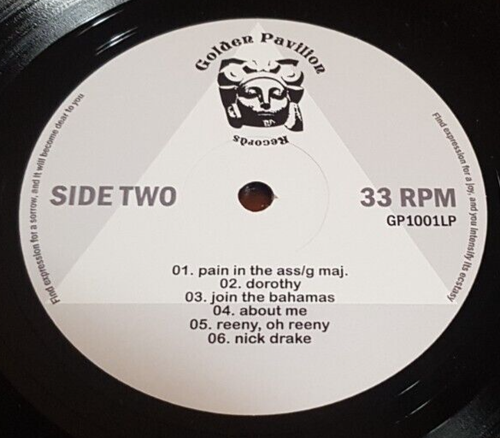 Golden Pavilion
Records
Find expression for a sorrow, and it will become dear to you
SIDE TWO
33 RPM
GP1001LP
Find expression for a joy, and you intensify its ecstasy
01. pain in the ass/g maj.
02. dorothy
03. join the bahamas
04. about me
05. reeny, oh reeny
06. nick drake